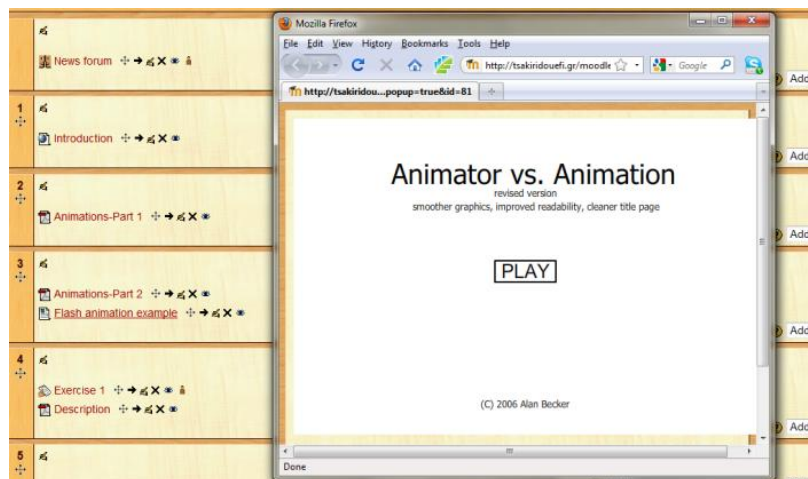 News forum
1
Introduction
2
Animations-Part 1
3
Animations-Part 2
Flash animation example
4
Exercise 1
Description
5
Mozilla Firefox
File Edit View History Bookmarks Tools Help
http://tsakiridouefi.gr/moodle
Google
http://tsakiridou...popup=true&id=81
Animator vs. Animation
revised version
smoother graphics, improved readability, cleaner title page
PLAY
(C) 2006 Alan Becker
Done
Add
Add
Add
Add
Add